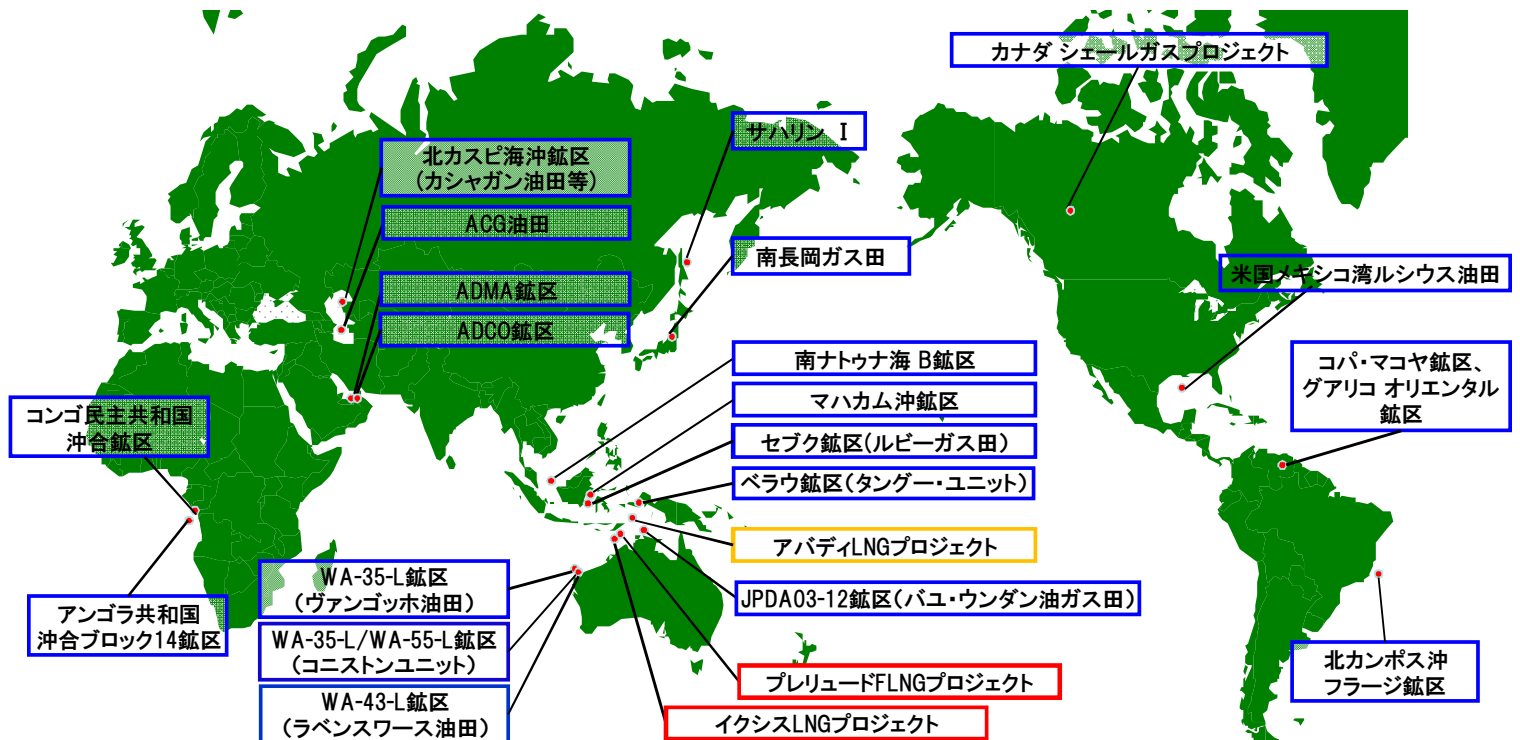 カナダ シェールガスプロジェクト
サハリン Ⅰ
北カスピ海沖鉱区
(カシャガン油田等)
ACG油田
南長岡ガス田
米国メキシコ湾ルシウス油田
ADMA鉱区
ADCO鉱区
南ナトゥナ海 B鉱区
コパ・マコヤ鉱区、
グアリコ オリエンタル
鉱区
マハカム沖鉱区
コンゴ民主共和国
沖合鉱区
セブク鉱区(ルビーガス田)
ベラウ鉱区(タングー・ユニット)
アバディLNGプロジェクト
WA-35-L鉱区
(ヴァンゴッホ油田)
JPDA03-12鉱区(バユ・ウンダン油ガス田)
アンゴラ共和国
沖合ブロック14鉱区
WA-35-L/WA-55-L鉱区
(コニストンユニット)
北カンポス沖
フラージ鉱区
プレリュードFLNGプロジェクト
WA-43-L鉱区
(ラベンスワース油田)
イクシスLNGプロジェクト